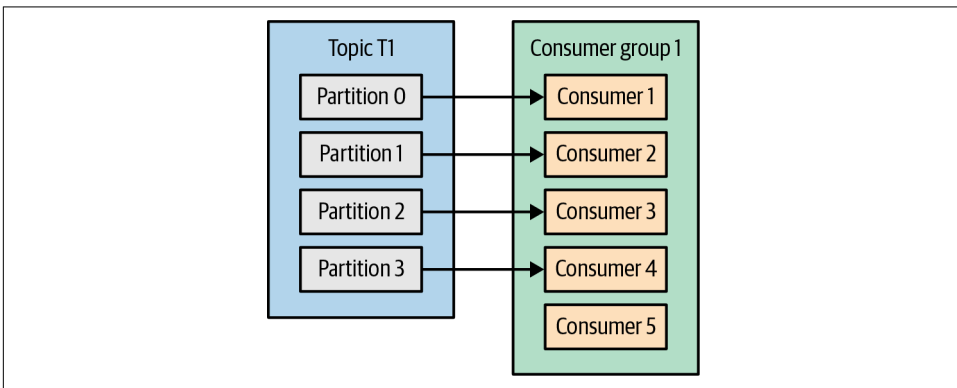 Topic T1
Partition 0
Partition 1
Partition 2
Partition 3
Consumer group 1
Consumer 1
Consumer 2
Consumer 3
Consumer 4
Consumer 5